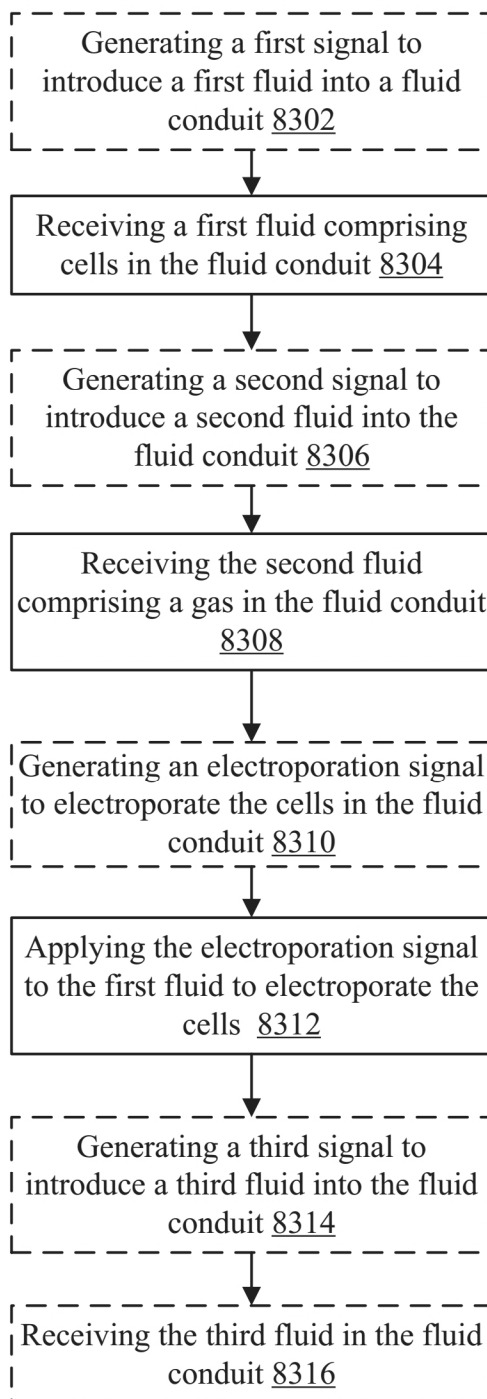 Generating a first signal to
introduce a first fluid into a fluid
conduit 8302
Receiving a first fluid comprising
cells in the fluid conduit 8304
Generating a second signal to
introduce a second fluid into the
fluid conduit 8306
Receiving the second fluid
comprising a gas in the fluid conduit
8308
Generating an electroporation signal
to electroporate the cells in the fluid
conduit 8310
Applying the electroporation signal
to the first fluid to electroporate the
cells 8312
Generating a third signal to
introduce a third fluid into the fluid
conduit 8314
Receiving the third fluid in the fluid
conduit 8316